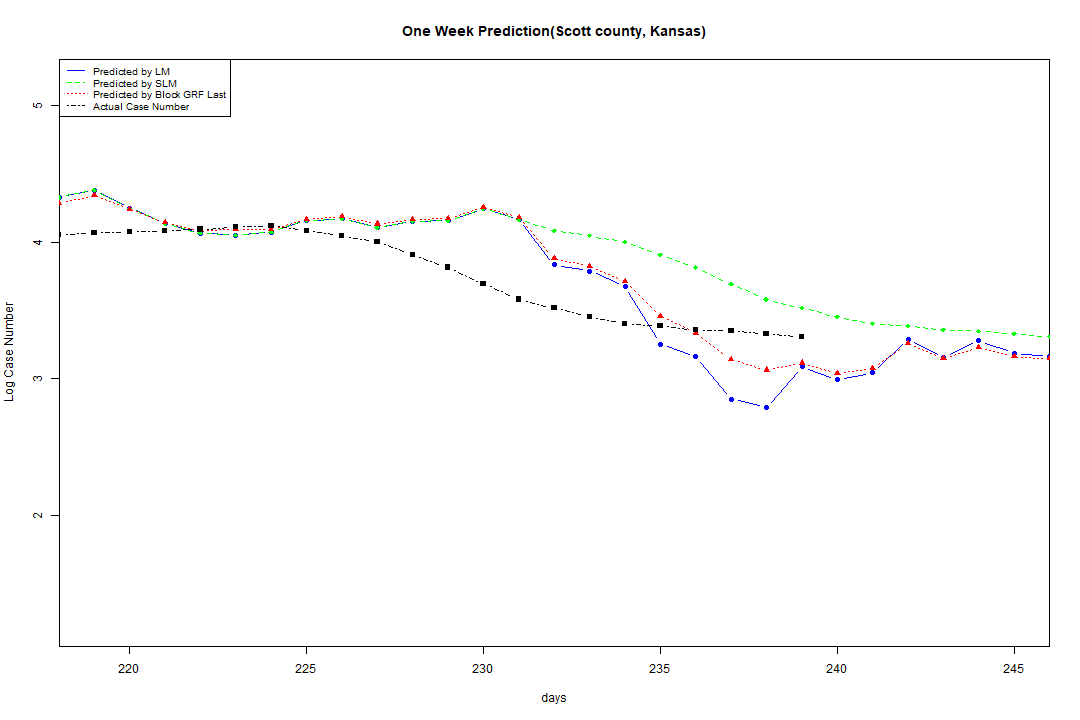 One Week Prediction(Scott county, Kansas)
Predicted by LM
Predicted by SLM
Predicted by Block GRF Last
Actual Case Number
5
4
3
2
Log Case Number
220 225 230 235 240 245
days